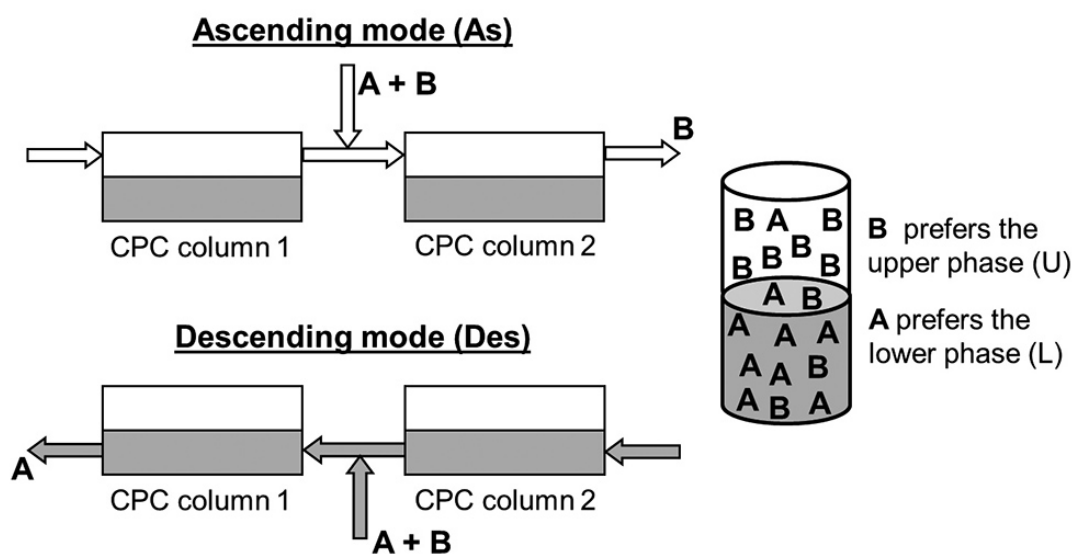 Ascending mode (As)
A + B
B
CPC column 1
CPC column 2
Descending mode (Des)
A
CPC column 1
CPC column 2
A + B
B A B
B B B B
A B
A A A
A A B
A B A
B prefers the
upper phase (U)
A prefers the
lower phase (L)